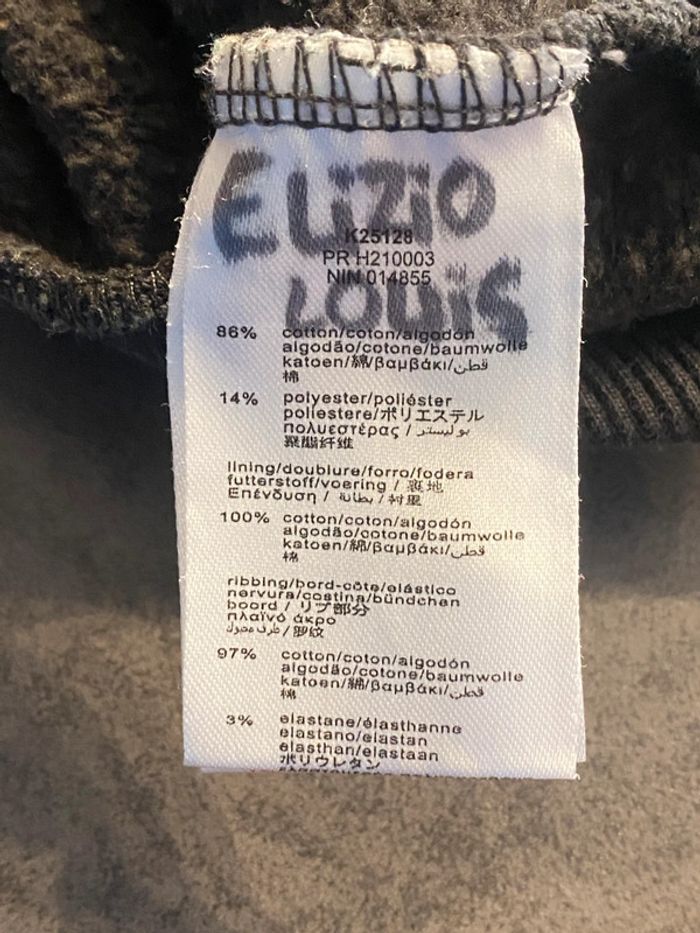 Elizio
K25128
PR H210003
NIN 014855
Louis
86% cotton/coton/algodón
algodão/cotone/baumwolle
katoen/綿/βαμβάκι/قطن
棉
14% polyester/poliéster
poliestere/ポリエステル
πολυεστέρας / بوليستر
聚酯纤维
lining/doublure/forro/fodera
futterstoff/voering / 裏地
Επένδυση / بطانة / 衬里
100% cotton/coton/algodón
algodão/cotone/baumwolle
katoen/綿/βαμβάκι/قطن
棉
ribbing/bord-côte/elástico
nervura/costina/bündchen
boord / リブ部分
πλαϊνό άκρο
/ 罗纹
97% cotton/coton/algodón
algodão/cotone/baumwolle
katoen/綿/βαμβάκι/قطن
棉
3% elastane/élasthanne
elastano/elastan
elasthan/elastaan
ポリウレタン